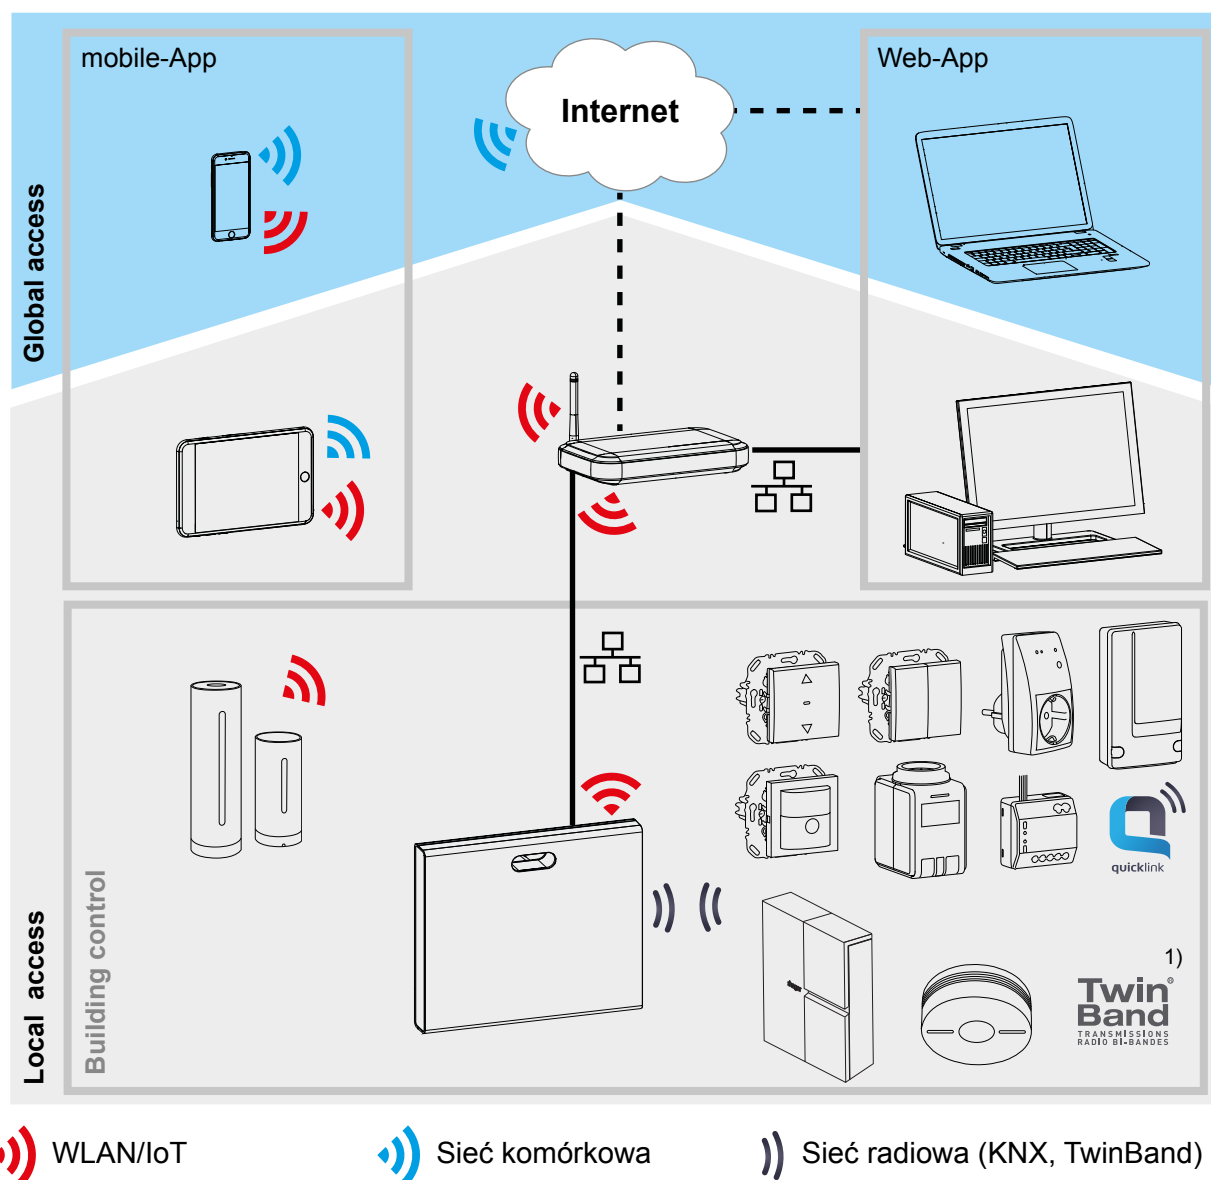 mobile-App
Internet
Web-App
Global access
Local access
Building control
quicklink
1)
Twin®
Band
TRANSMISSIONS
RADIO BI-BANDES
WLAN/IoT
Sieć komórkowa
Sieć radiowa (KNX, TwinBand)